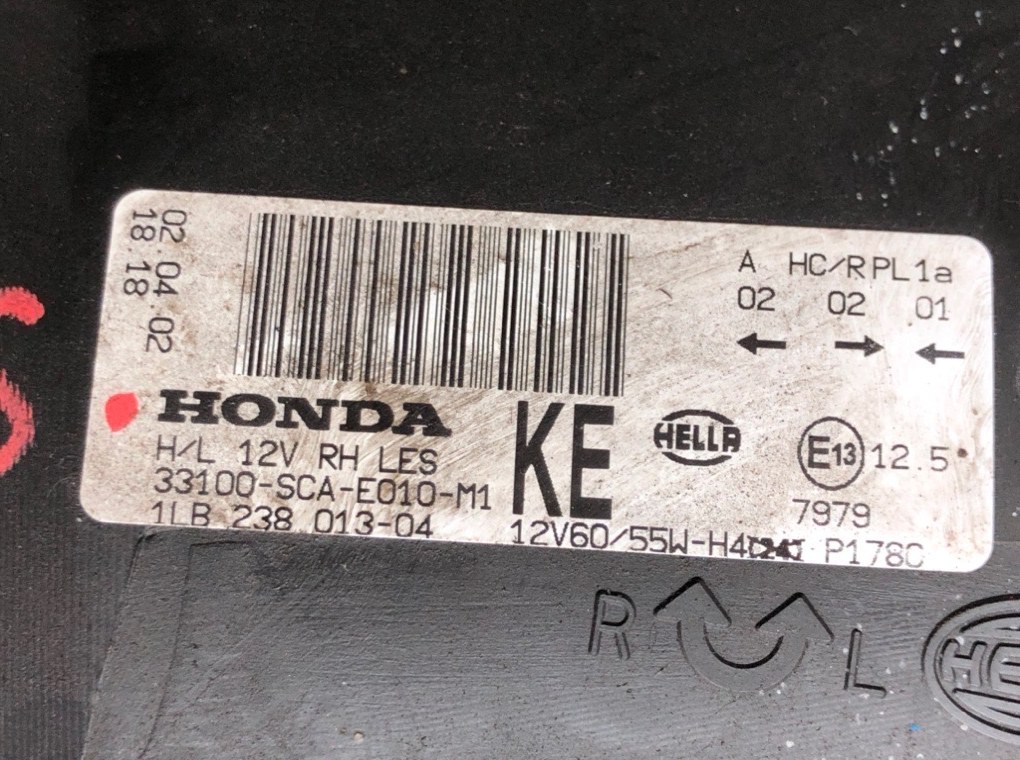 02.04.02
18 18
A HC/R PL1a
02 02 01
HONDA
H/L 12V RH LES
33100-SCA-E010-M1
1LB 238 013-04
KE
HELLA
E13 12.5
7979
12V60/55W-H4 P178C
R L